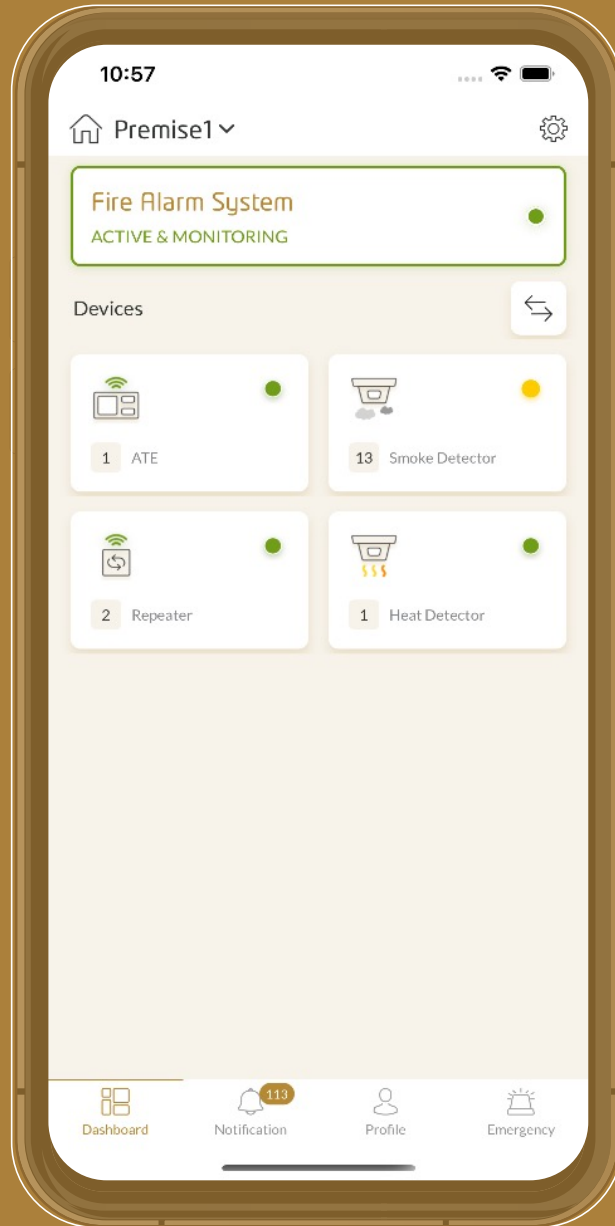 10:57
Premise1
Fire Alarm System
ACTIVE & MONITORING
Devices
1 ATE
13 Smoke Detector
2 Repeater
1 Heat Detector
113
Dashboard Notification Profile Emergency